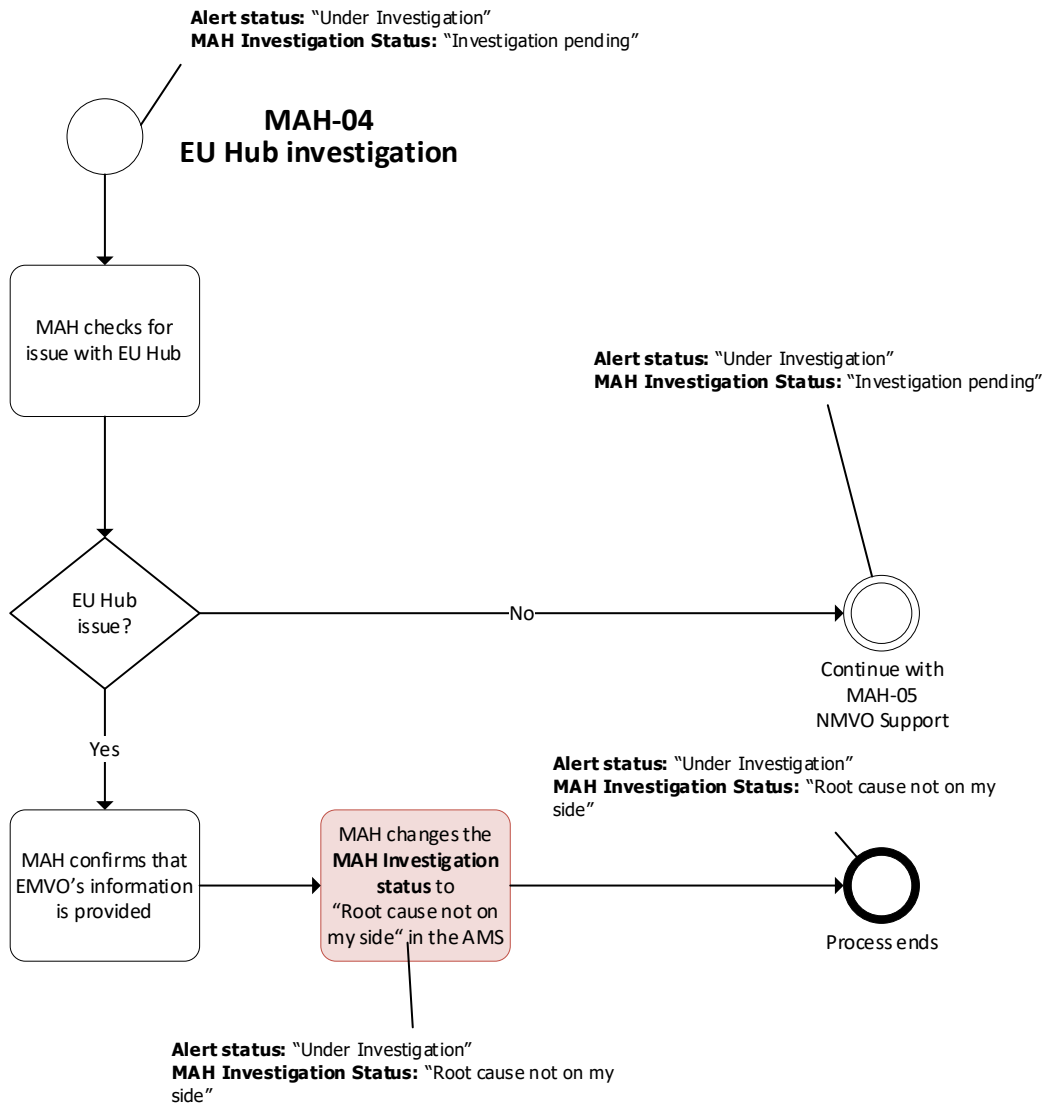 Alert status: “Under Investigation”
MAH Investigation Status: “Investigation pending”
MAH-04
EU Hub investigation
MAH checks for
issue with EU Hub
Alert status: “Under Investigation”
MAH Investigation Status: “Investigation pending”
EU Hub
issue?
No
Continue with
MAH-05
NMVO Support
Yes
Alert status: “Under Investigation”
MAH Investigation Status: “Root cause not on my
side”
MAH confirms that
EMVO’s information
is provided
MAH changes the
MAH Investigation
status to
“Root cause not on
my side“ in the AMS
Process ends
Alert status: “Under Investigation”
MAH Investigation Status: “Root cause not on my
side”